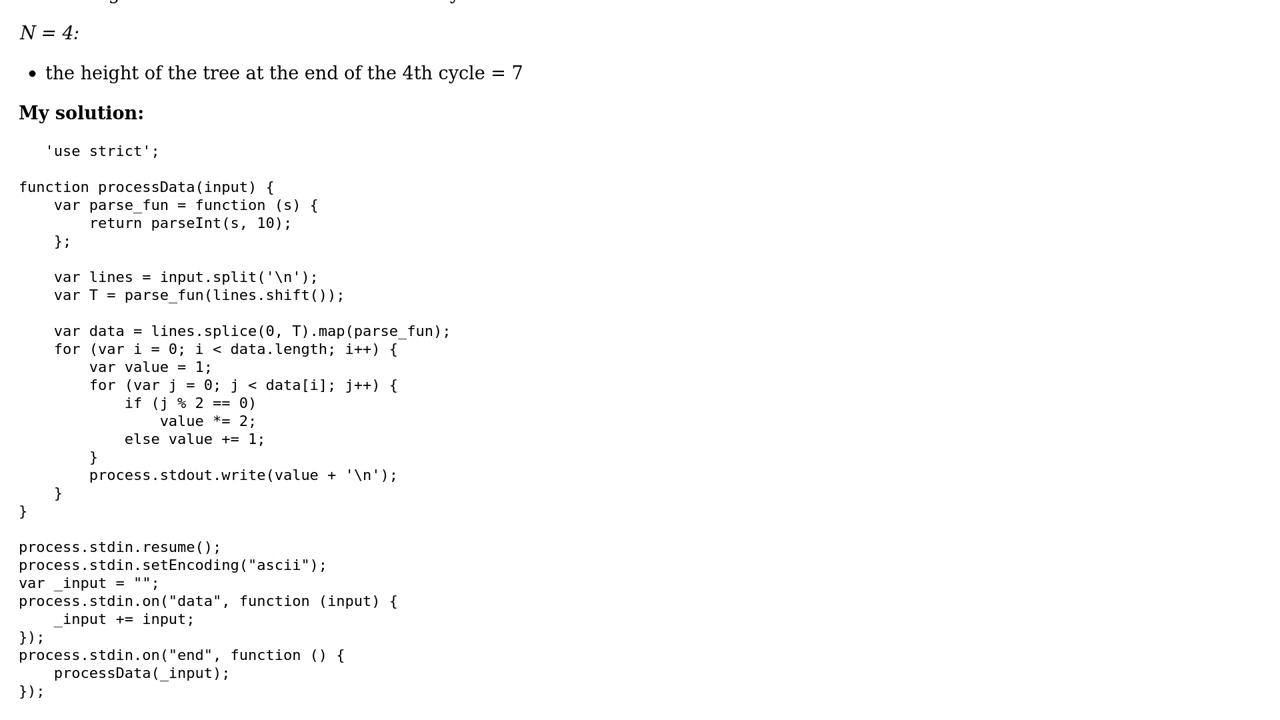 N = 4:
• the height of the tree at the end of the 4th cycle = 7
My solution:
   'use strict';

function processData(input) {
    var parse_fun = function (s) {
        return parseInt(s, 10);
    };

    var lines = input.split('\n');
    var T = parse_fun(lines.shift());

    var data = lines.splice(0, T).map(parse_fun);
    for (var i = 0; i < data.length; i++) {
        var value = 1;
        for (var j = 0; j < data[i]; j++) {
            if (j % 2 == 0)
                value *= 2;
            else value += 1;
        }
        process.stdout.write(value + '\n');
    }
}

process.stdin.resume();
process.stdin.setEncoding("ascii");
var _input = "";
process.stdin.on("data", function (input) {
    _input += input;
});
process.stdin.on("end", function () {
    processData(_input);
});